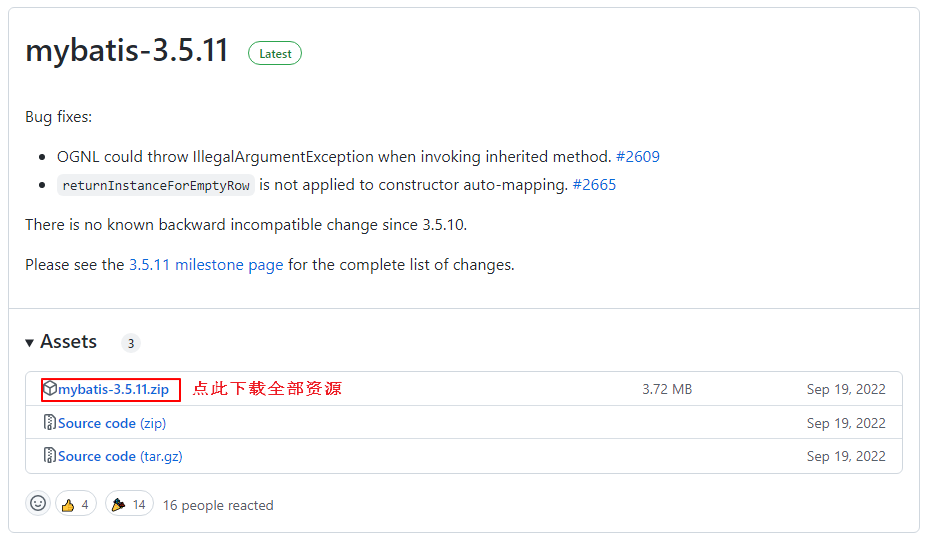 mybatis-3.5.11 Latest
Bug fixes:
OGNL could throw IllegalArgumentException when invoking inherited method. #2609
returnInstanceForEmptyRow is not applied to constructor auto-mapping. #2665
There is no known backward incompatible change since 3.5.10.
Please see the 3.5.11 milestone page for the complete list of changes.
Assets 3
mybatis-3.5.11.zip 点此下载全部资源 3.72 MB Sep 19, 2022
Source code (zip) Sep 19, 2022
Source code (tar.gz) Sep 19, 2022
4 14 16 people reacted